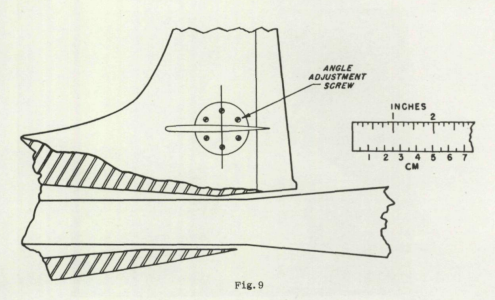 ANGLE
ADJUSTMENT
SCREW
INCHES
1 2
1 2 3 4 5 6 7
CM
Fig. 9